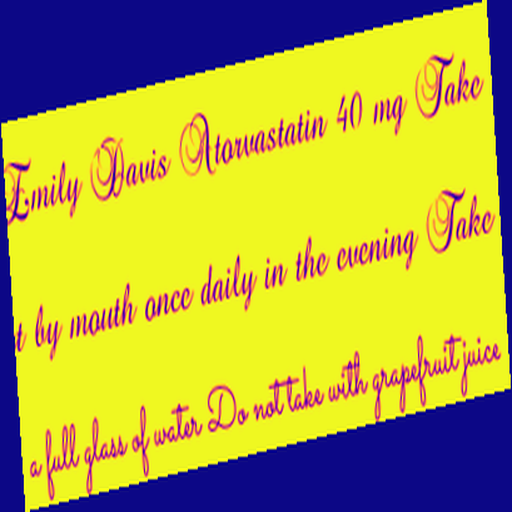 Emily Davis Atorvastatin 40 mg Take
t by mouth once daily in the evening Take
a full glass of water Do not take with grapefruit juice